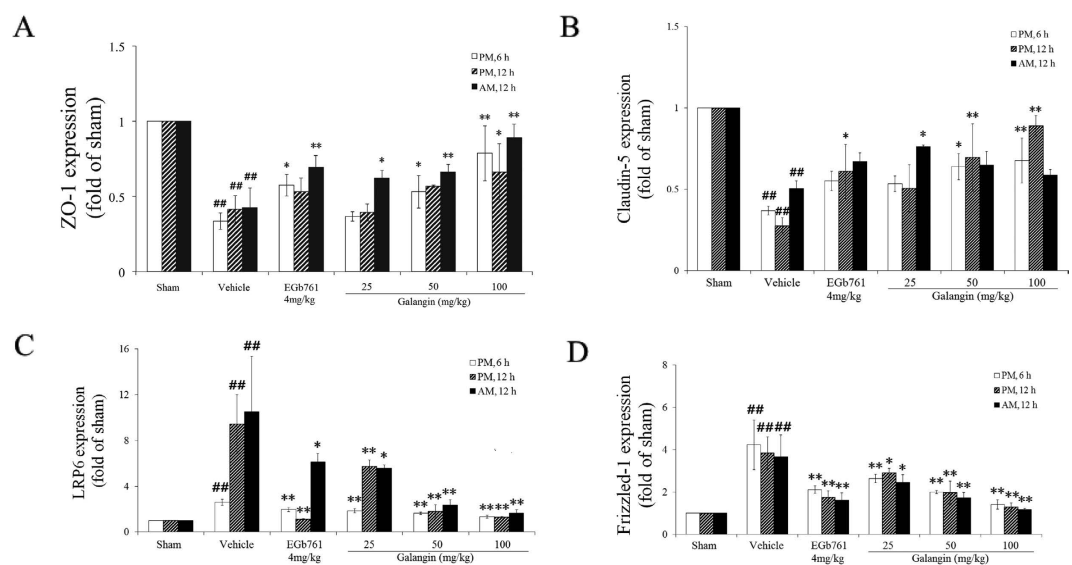 A
ZO-1 expression
(fold of sham)
1.5
1
0.5
0
PM, 6 h
PM, 12 h
AM, 12 h
## ## ##
* **
*
* **
** * **
Sham Vehicle EGb761 25 50 100
4mg/kg Galangin (mg/kg)
B
Claudin-5 expression
(fold of sham)
1.5
1
0.5
0
PM, 6 h
PM, 12 h
AM, 12 h
## ## ##
*
*
* **
** **
Sham Vehicle EGb761 25 50 100
4mg/kg Galangin (mg/kg)
C
LRP6 expression
(fold of sham)
16
12
8
4
0
PM, 6 h
PM, 12 h
AM, 12 h
## ## ##
** ** *
** ** *
** ** **
** ** **
Sham Vehicle EGb761 25 50 100
4mg/kg Galangin (mg/kg)
D
Frizzled-1 expression
(fold of sham)
8
6
4
2
0
PM, 6 h
PM, 12 h
AM, 12 h
## ## ##
** ** **
** * *
** ** **
** ** **
Sham Vehicle EGb761 25 50 100
4mg/kg Galangin (mg/kg)